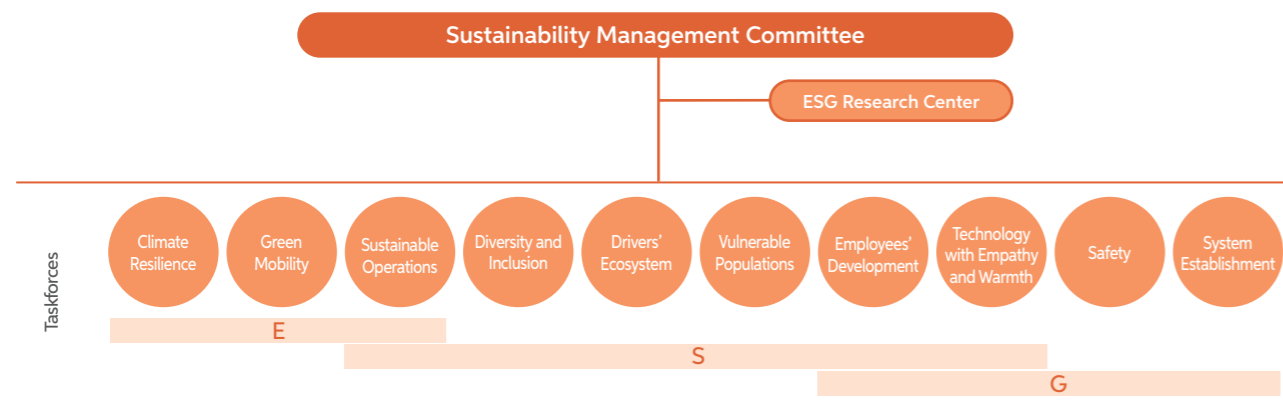 Sustainability Management Committee
ESG Research Center
Taskforces
Climate
Resilience
Green
Mobility
Sustainable
Operations
Diversity and
Inclusion
Drivers’
Ecosystem
Vulnerable
Populations
Employees’
Development
Technology
with Empathy
and Warmth
Safety
System
Establishment
E
S
G